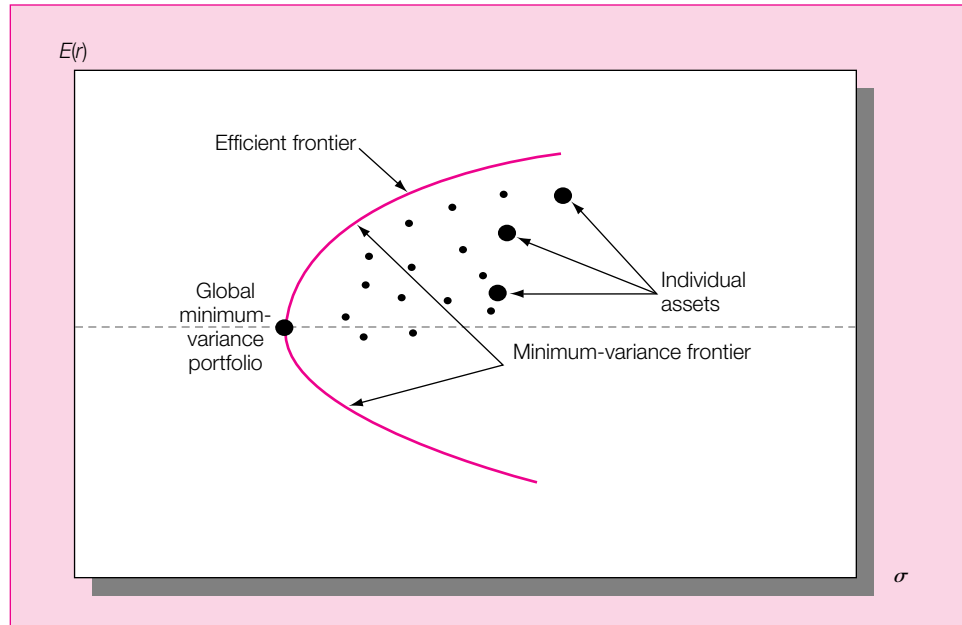 E(r)
Efficient frontier
Global
minimum-
variance
portfolio
Individual
assets
Minimum-variance frontier
σ